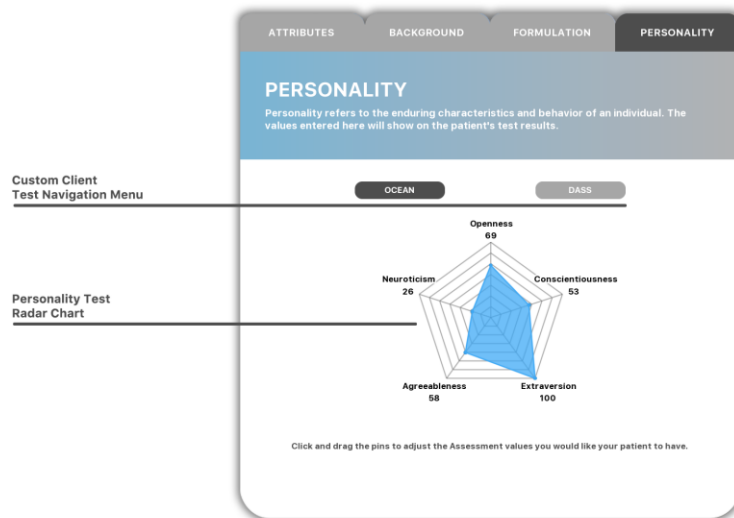 ATTRIBUTES
BACKGROUND
FORMULATION
PERSONALITY
PERSONALITY
Personality refers to the enduring characteristics and behavior of an individual. The
values entered here will show on the patient's test results.
Custom Client
Test Navigation Menu
OCEAN
DASS
Openness
69
Neuroticism
26
Conscientiousness
53
Personality Test
Radar Chart
Agreeableness
58
Extraversion
100
Click and drag the pins to adjust the Assessment values you would like your patient to have.